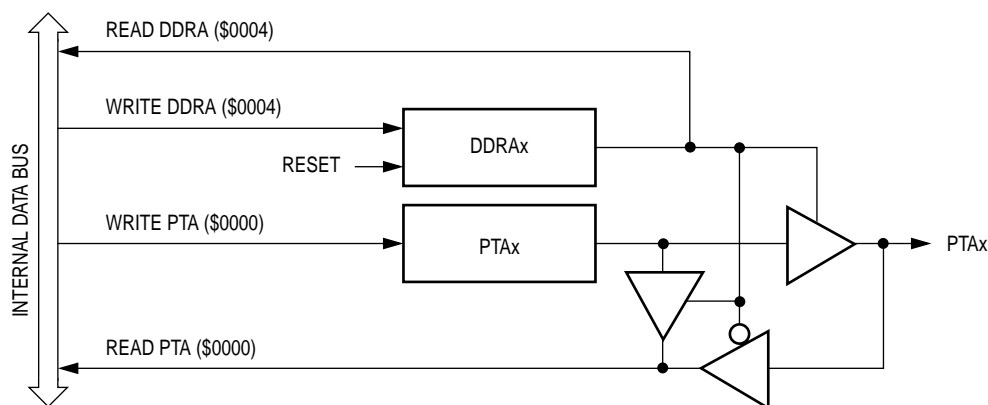 READ DDRA ($0004)
WRITE DDRA ($0004)
DDRAx
RESET
INTERNAL DATA BUS
WRITE PTA ($0000)
PTAx
PTAx
READ PTA ($0000)